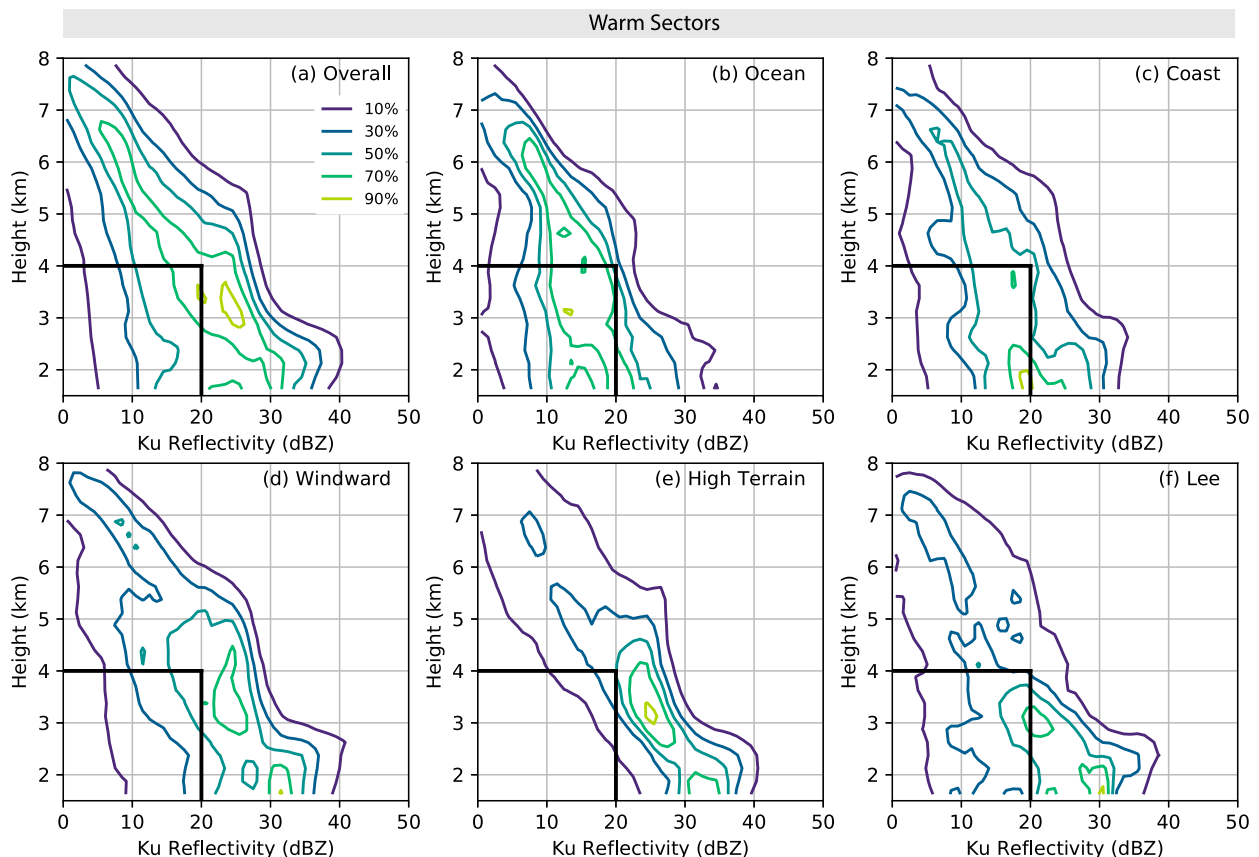 Warm Sectors
(a) Overall
10%
30%
50%
70%
90%
8
7
6
5
4
3
2
Height (km)
0 10 20 30 40 50
Ku Reflectivity (dBZ)
(b) Ocean
8
7
6
5
4
3
2
Height (km)
0 10 20 30 40 50
Ku Reflectivity (dBZ)
(c) Coast
8
7
6
5
4
3
2
Height (km)
0 10 20 30 40 50
Ku Reflectivity (dBZ)
(d) Windward
8
7
6
5
4
3
2
Height (km)
0 10 20 30 40 50
Ku Reflectivity (dBZ)
(e) High Terrain
8
7
6
5
4
3
2
Height (km)
0 10 20 30 40 50
Ku Reflectivity (dBZ)
(f) Lee
8
7
6
5
4
3
2
Height (km)
0 10 20 30 40 50
Ku Reflectivity (dBZ)